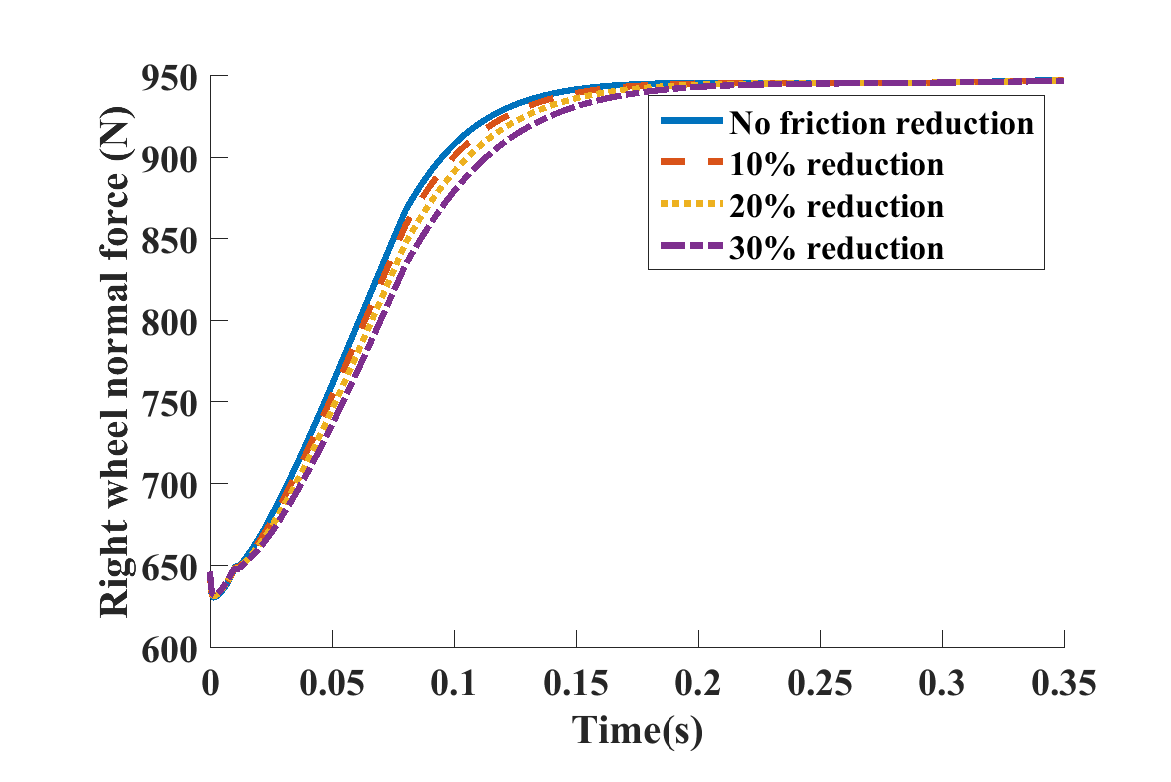 Right wheel normal force (N)
950
900
850
800
750
700
650
600
0
0.05
0.1
0.15
0.2
0.25
0.3
0.35
Time(s)
No friction reduction
10% reduction
20% reduction
30% reduction